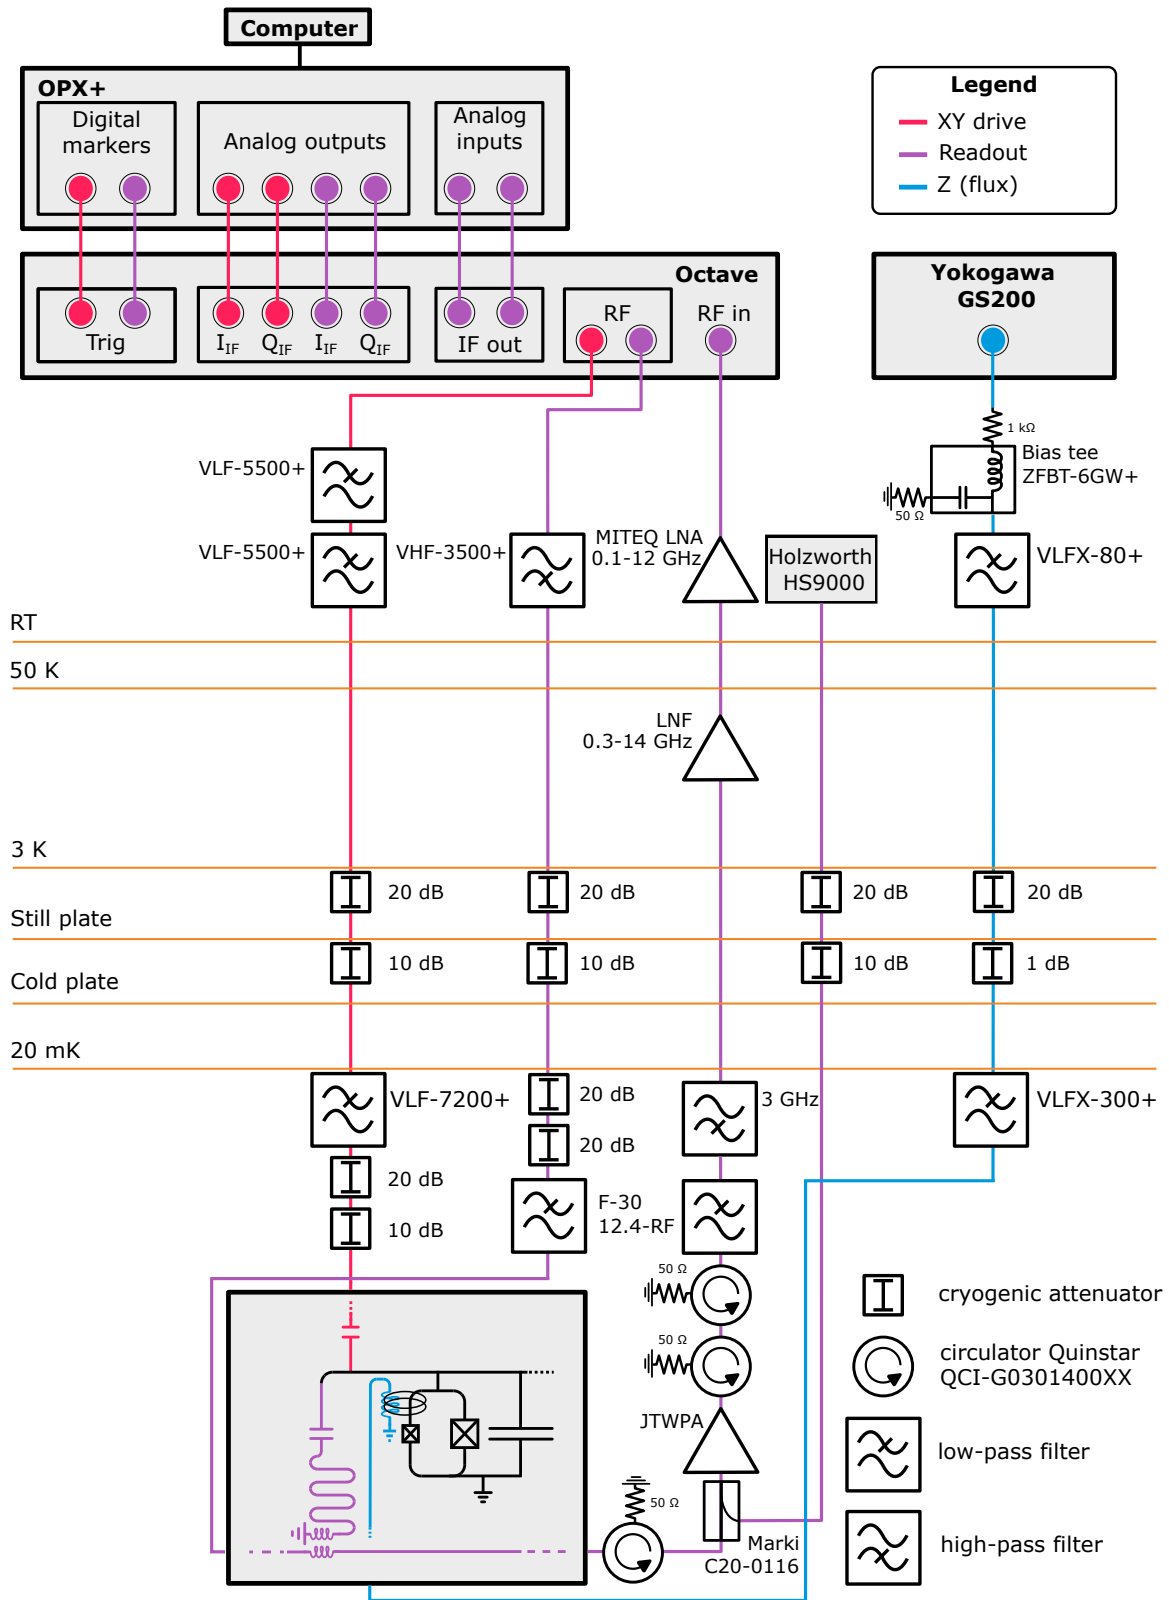 Computer
OPX+
Digital
markers
Analog outputs
Analog
inputs
Legend
XY drive
Readout
Z (flux)
Octave
Trig
I_IF Q_IF I_IF Q_IF
IF out
RF
RF in
Yokogawa
GS200
1 kΩ
Bias tee
ZFBT-6GW+
50 Ω
VLF-5500+
VLF-5500+
VHF-3500+
MITEQ LNA
0.1-12 GHz
Holzworth
HS9000
VLFX-80+
RT
50 K
LNF
0.3-14 GHz
3 K
20 dB
20 dB
20 dB
20 dB
Still plate
10 dB
10 dB
10 dB
1 dB
Cold plate
20 mK
VLF-7200+
20 dB
3 GHz
VLFX-300+
20 dB
20 dB
10 dB
F-30
12.4-RF
50 Ω
50 Ω
JTWPA
50 Ω
Marki
C20-0116
cryogenic attenuator
circulator Quinstar
QCI-G0301400XX
low-pass filter
high-pass filter